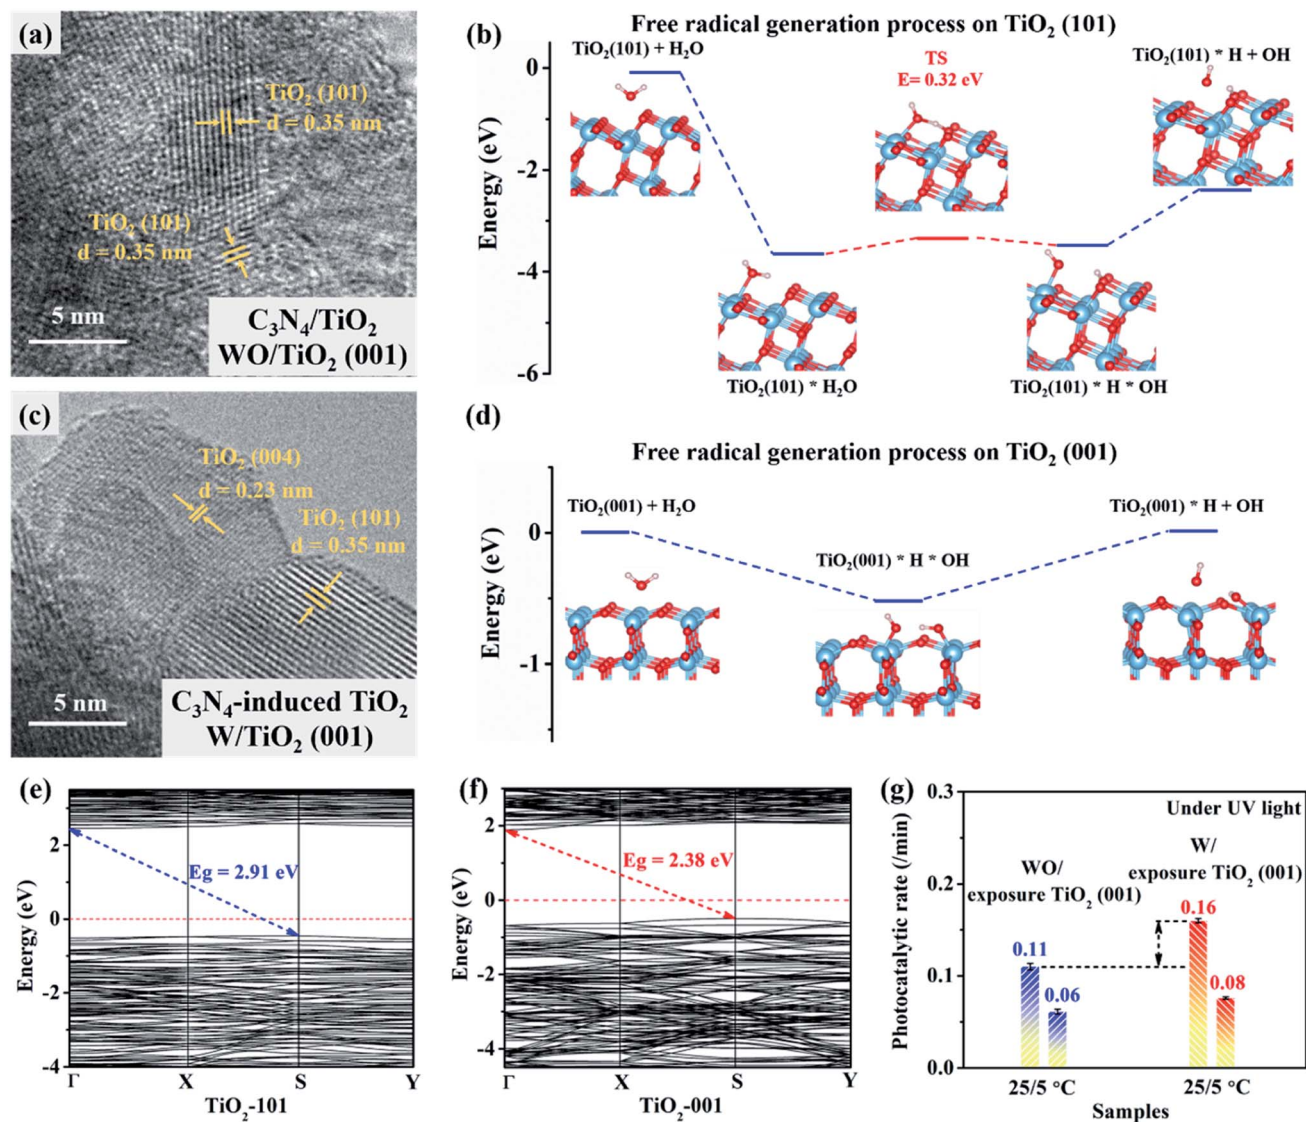 (a)
TiO₂ (101)
d = 0.35 nm
TiO₂ (101)
d = 0.35 nm
5 nm
C₃N₄/TiO₂
WO/TiO₂ (001)
(b)
Free radical generation process on TiO₂ (101)
TiO₂(101) + H₂O
TS
E= 0.32 eV
TiO₂(101) * H + OH
0
-2
-4
-6
Energy (eV)
TiO₂(101) * H₂O
TiO₂(101) * H * OH
(c)
TiO₂ (004)
d = 0.23 nm
TiO₂ (101)
d = 0.35 nm
5 nm
C₃N₄-induced TiO₂
W/TiO₂ (001)
(d)
Free radical generation process on TiO₂ (001)
TiO₂(001) + H₂O
TiO₂(001) * H * OH
TiO₂(001) * H + OH
0
-1
Energy (eV)
(e)
2
0
-2
-4
Energy (eV)
Eg = 2.91 eV
Γ X S Y
TiO₂-101
(f)
2
0
-2
-4
Energy (eV)
Eg = 2.38 eV
Γ X S Y
TiO₂-001
(g)
0.3
0.2
0.1
0.0
Photocatalytic rate (/min)
Under UV light
WO/
exposure TiO₂ (001)
W/
exposure TiO₂ (001)
0.11
0.06
0.16
0.08
25/5 °C
25/5 °C
Samples